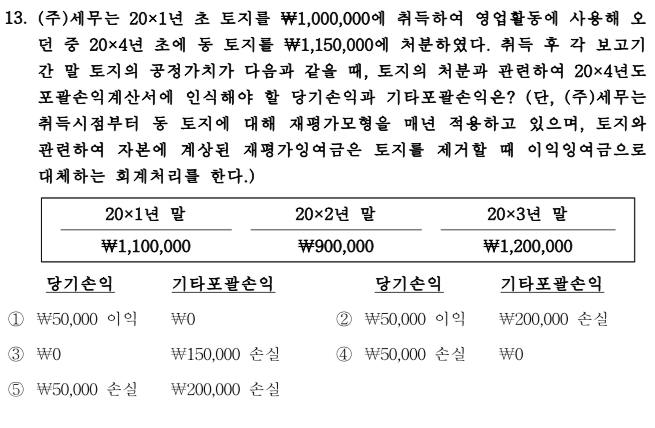 13. (주)세무는 20×1년 초 토지를 ₩1,000,000에 취득하여 영업활동에 사용해 오
던 중 20×4년 초에 동 토지를 ₩1,150,000에 처분하였다. 취득 후 각 보고기
간 말 토지의 공정가치가 다음과 같을 때, 토지의 처분과 관련하여 20×4년도
포괄손익계산서에 인식해야 할 당기손익과 기타포괄손익은? (단, (주)세무는
취득시점부터 동 토지에 대해 재평가모형을 매년 적용하고 있으며, 토지와
관련하여 자본에 계상된 재평가잉여금은 토지를 제거할 때 이익잉여금으로
대체하는 회계처리를 한다.)
20×1년 말 20×2년 말 20×3년 말
₩1,100,000 ₩900,000 ₩1,200,000
당기손익 기타포괄손익 당기손익 기타포괄손익
① ₩50,000 이익 ₩0 ② ₩50,000 이익 ₩200,000 손실
③ ₩0 ₩150,000 손실 ④ ₩50,000 손실 ₩0
⑤ ₩50,000 손실 ₩200,000 손실